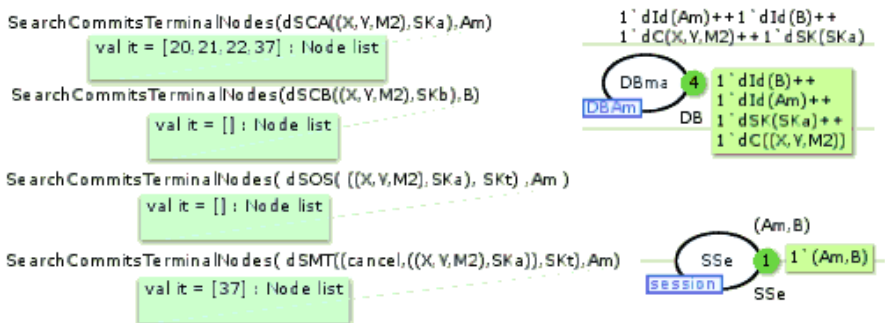 SearchCommitsTerminalNodes(dSCA((X,Y,M2),SKa),Am)
val it = [20,21,22,37] : Node list
SearchCommitsTerminalNodes(dSCB((X,Y,M2),SKb),B)
val it = [] : Node list
SearchCommitsTerminalNodes( dSOS( ((X,Y,M2),SKa), SKt) ,Am )
val it = [] : Node list
SearchCommitsTerminalNodes( dSMT((cancel,((X,Y,M2),SKa)),SKt),Am)
val it = [37] : Node list
1`dId(Am)++1`dId(B)++
1`dC(X,Y,M2)++1`dSK(SKa)
DBma
4
DBAm
DB
1`dId(B)++
1`dId(Am)++
1`dSK(SKa)++
1`dC((X,Y,M2))
(Am,B)
SSe
1
1`(Am,B)
session
SSe